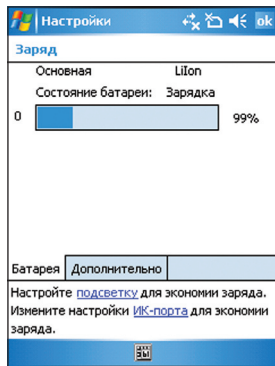 Настройки ok
Заряд
Основная LiIon
Состояние батареи: Зарядка
0 99%
Батарея Дополнительно
Настройте подсветку для экономии заряда.
Измените настройки ИК-порта для экономии
заряда.